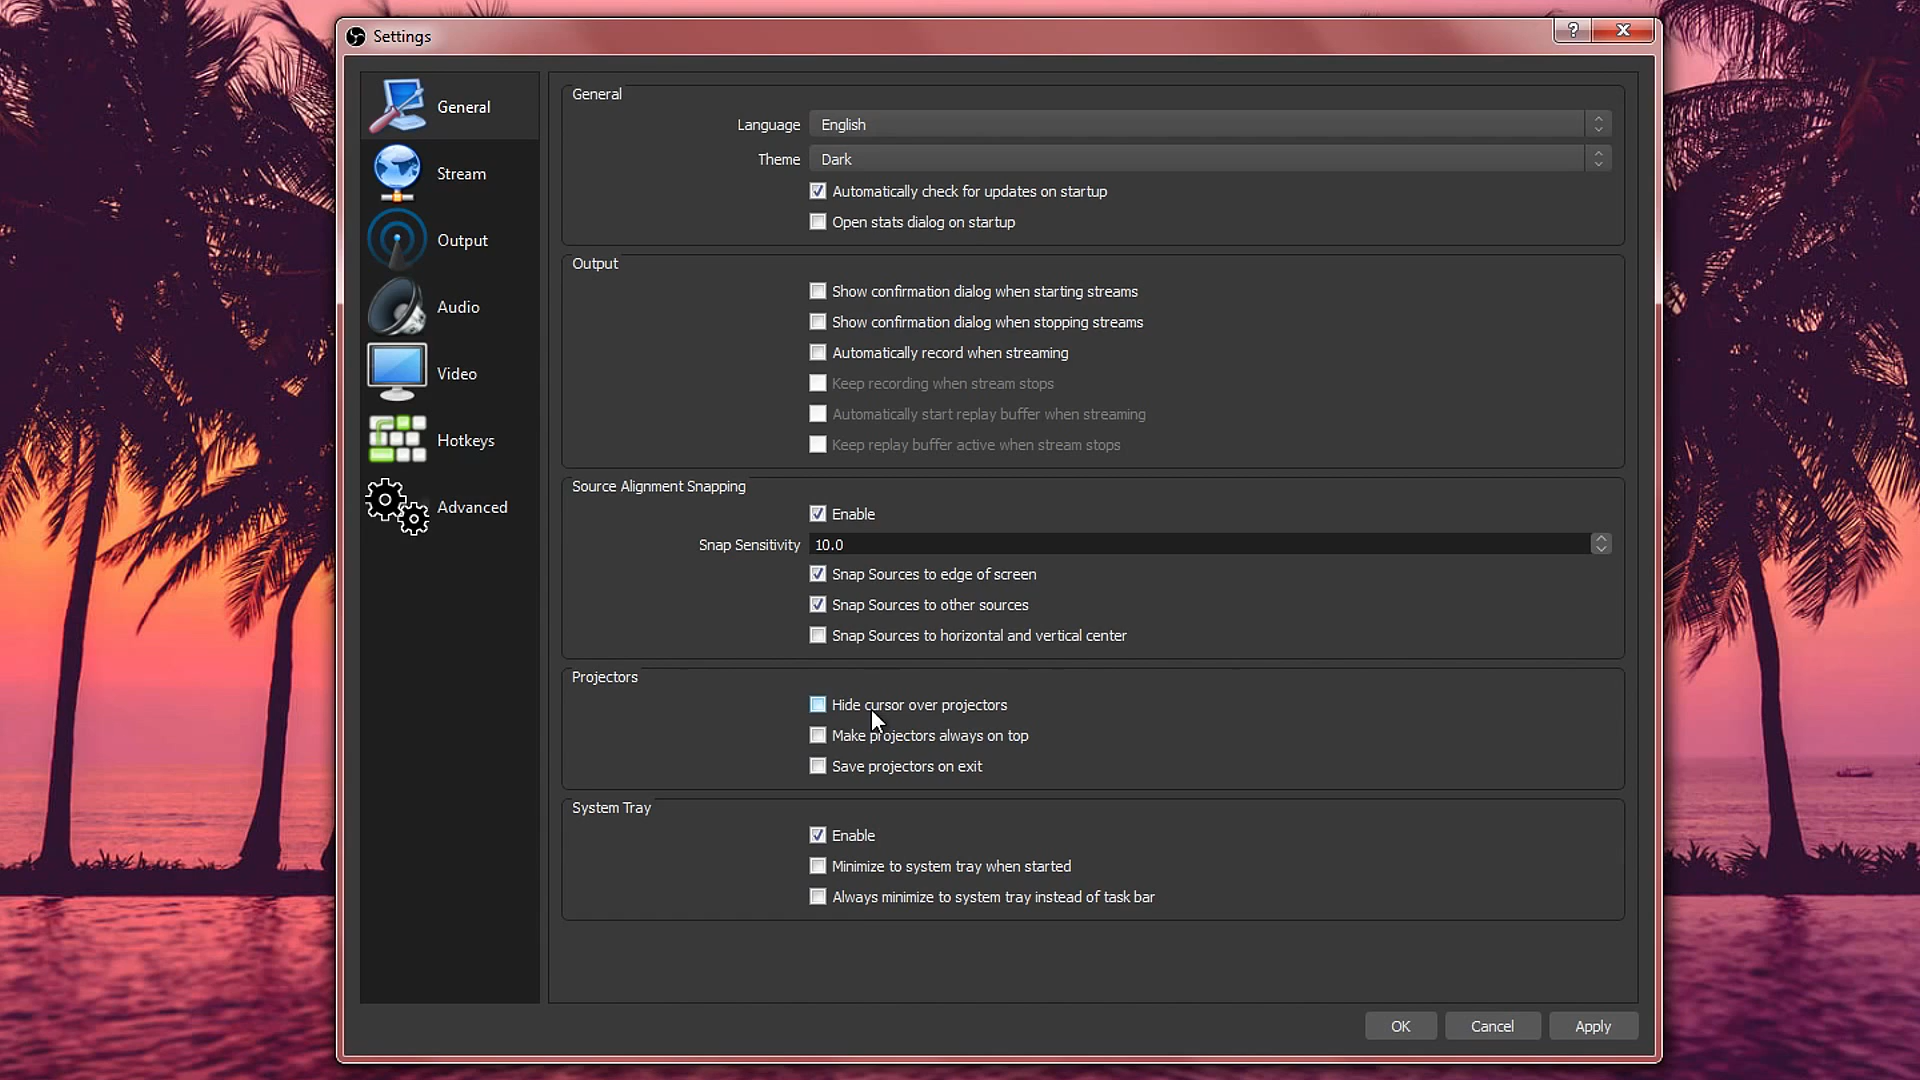 Settings
?
General
Stream
Output
Audio
Video
Hotkeys
Advanced
General
Language English
Theme Dark
Automatically check for updates on startup
Open stats dialog on startup
Output
Show confirmation dialog when starting streams
Show confirmation dialog when stopping streams
Automatically record when streaming
Keep recording when stream stops
Automatically start replay buffer when streaming
Keep replay buffer active when stream stops
Source Alignment Snapping
Enable
Snap Sensitivity 10.0
Snap Sources to edge of screen
Snap Sources to other sources
Snap Sources to horizontal and vertical center
Projectors
Hide cursor over projectors
Make projectors always on top
Save projectors on exit
System Tray
Enable
Minimize to system tray when started
Always minimize to system tray instead of task bar
OK Cancel Apply